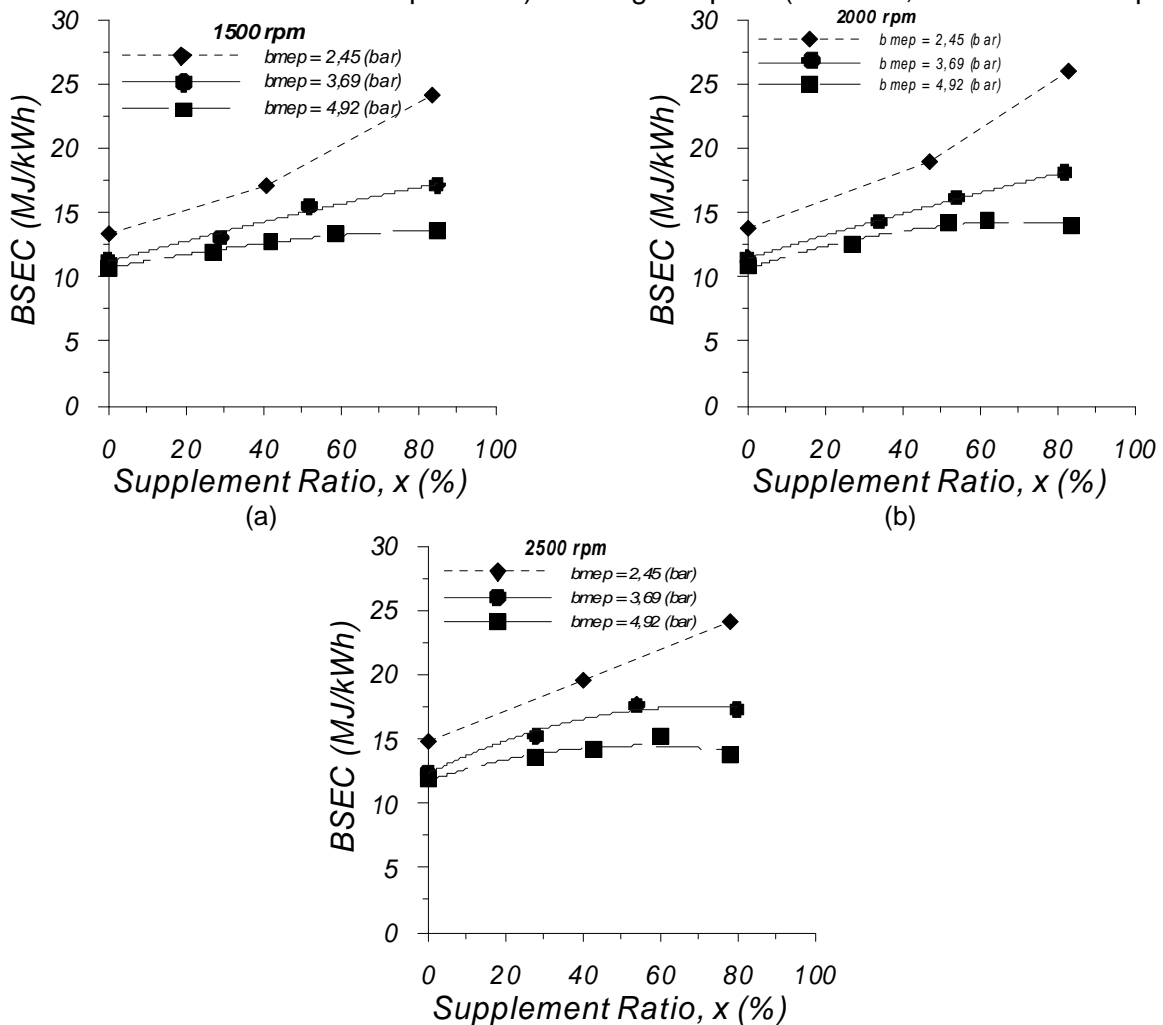 1500 rpm
bmep = 2,45 (bar)
bmep = 3,69 (bar)
bmep = 4,92 (bar)
BSEC (MJ/kWh)
30
25
20
15
10
5
0
0 20 40 60 80 100
Supplement Ratio, x (%)
(a)
2000 rpm
bmep = 2,45 (bar)
bmep = 3,69 (bar)
bmep = 4,92 (bar)
BSEC (MJ/kWh)
30
25
20
15
10
5
0
0 20 40 60 80 100
Supplement Ratio, x (%)
(b)
2500 rpm
bmep = 2,45 (bar)
bmep = 3,69 (bar)
bmep = 4,92 (bar)
BSEC (MJ/kWh)
30
25
20
15
10
5
0
0 20 40 60 80 100
Supplement Ratio, x (%)